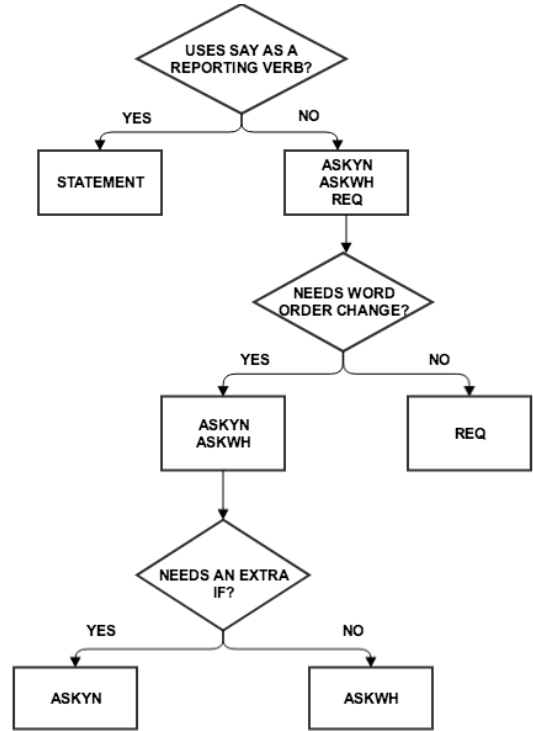 USES SAY AS A
REPORTING VERB?
YES
NO
STATEMENT
ASKYN
ASKWH
REQ
NEEDS WORD
ORDER CHANGE?
YES
NO
ASKYN
ASKWH
REQ
NEEDS AN EXTRA
IF?
YES
NO
ASKYN
ASKWH